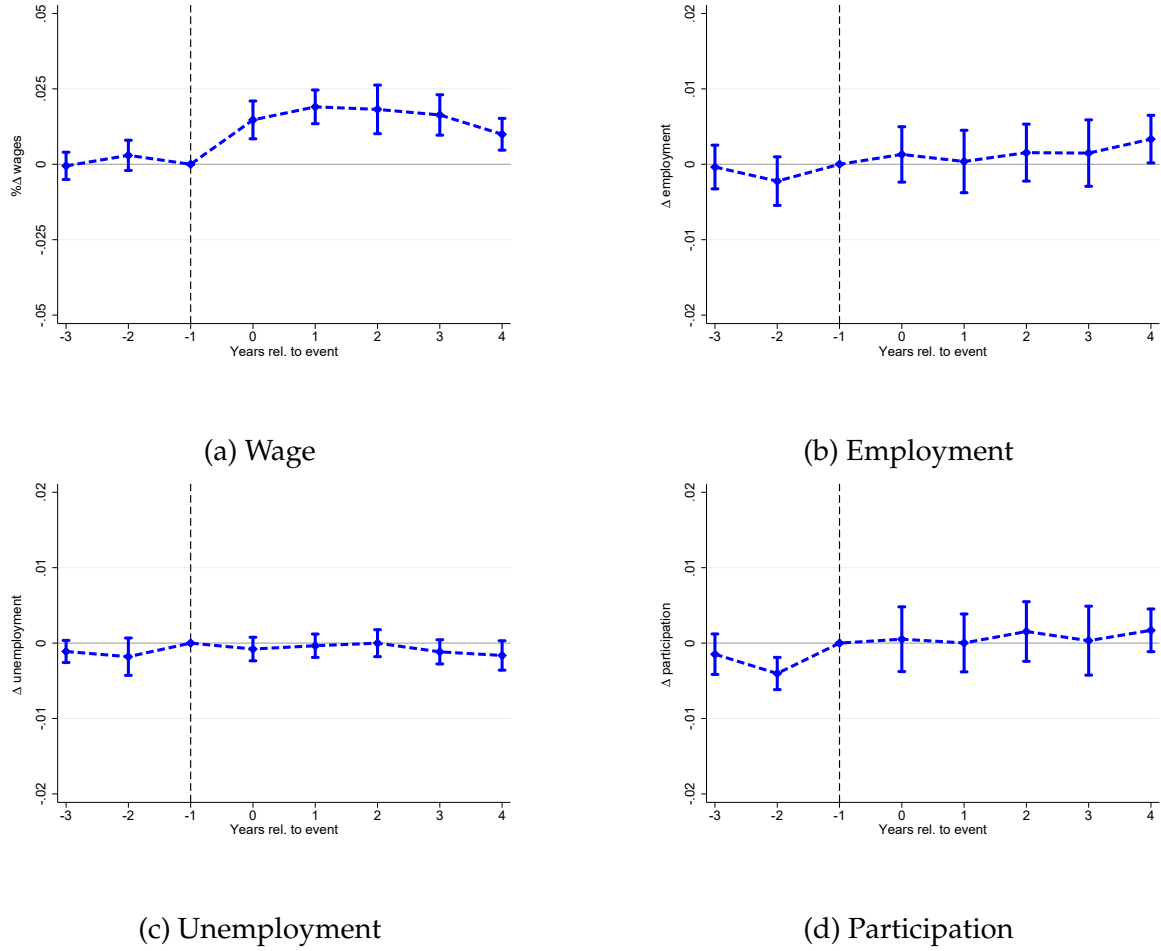 .05
.025
0
-.025
-.05
%Δ wages
-3 -2 -1 0 1 2 3 4
Years rel. to event
(a) Wage
.02
.01
0
-.01
-.02
Δ employment
-3 -2 -1 0 1 2 3 4
Years rel. to event
(b) Employment
.02
.01
0
-.01
-.02
Δ unemployment
-3 -2 -1 0 1 2 3 4
Years rel. to event
(c) Unemployment
.02
.01
0
-.01
-.02
Δ participation
-3 -2 -1 0 1 2 3 4
Years rel. to event
(d) Participation